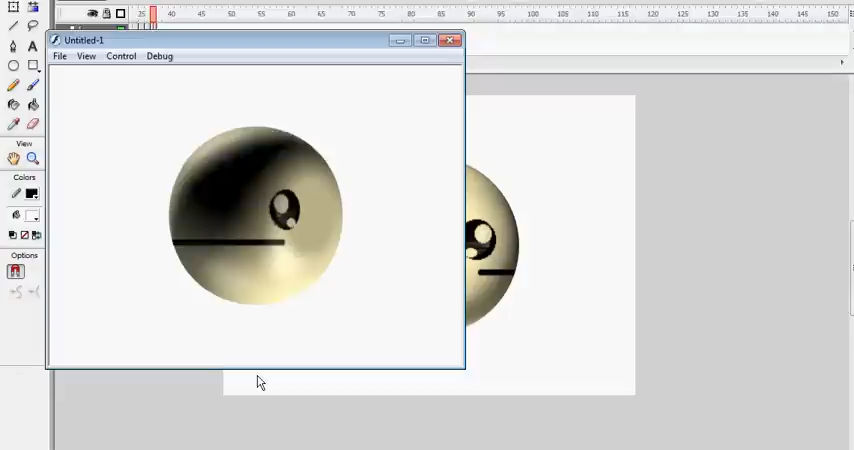 25 40 45 50 55 60 65 70 75 80 85 90 95 100 105 110 115 120 125 130 135 140 145 150
Untitled-1
File View Control Debug
A
View
Colors
Options